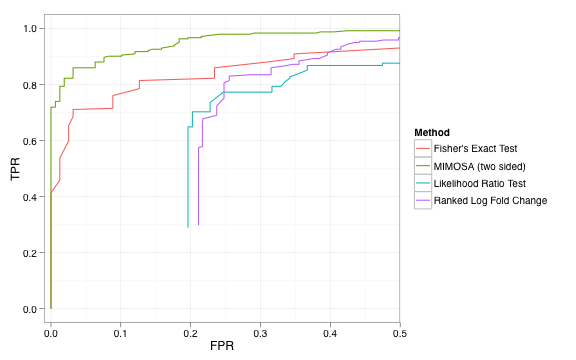 1.0
0.8
0.6
0.4
0.2
0.0
TPR
0.0 0.1 0.2 0.3 0.4 0.5
FPR
Method
Fisher's Exact Test
MIMOSA (two sided)
Likelihood Ratio Test
Ranked Log Fold Change